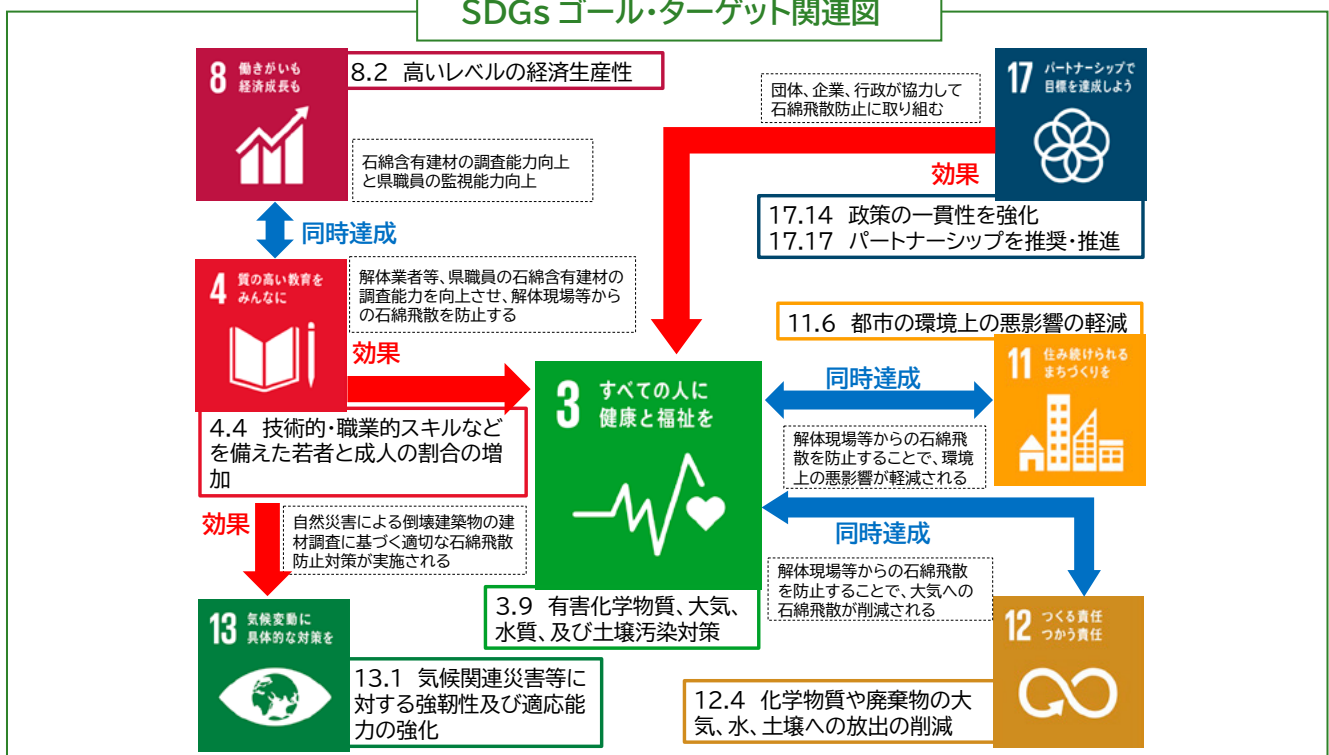 SDGs ゴール・ターゲット関連図
8 働きがいも
経済成長も
8.2 高いレベルの経済生産性
石綿含有建材の調査能力向上
と県職員の監視能力向上
同時達成
4 質の高い教育を
みんなに
解体業者等、県職員の石綿含有建材の
調査能力を向上させ、解体現場等から
の石綿飛散を防止する
効果
4.4 技術的・職業的スキルなど
を備えた若者と成人の割合の増
加
効果
自然災害による倒壊建築物の建
材調査に基づく適切な石綿飛散
防止対策が実施される
13 気候変動に
具体的な対策を
13.1 気候関連災害等に
対する強靭性及び適応能
力の強化
3 すべての人に
健康と福祉を
3.9 有害化学物質、大気、
水質、及び土壌汚染対策
団体、企業、行政が協力して
石綿飛散防止に取り組む
17 パートナーシップで
目標を達成しよう
効果
17.14 政策の一貫性を強化
17.17 パートナーシップを推奨・推進
11.6 都市の環境上の悪影響の軽減
11 住み続けられる
まちづくりを
同時達成
解体現場等からの石綿飛
散を防止することで、環境
上の悪影響が軽減される
同時達成
解体現場等からの石綿飛散
を防止することで、大気への
石綿飛散が削減される
12 つくる責任
つかう責任
12.4 化学物質や廃棄物の大
気、水、土壌への放出の削減